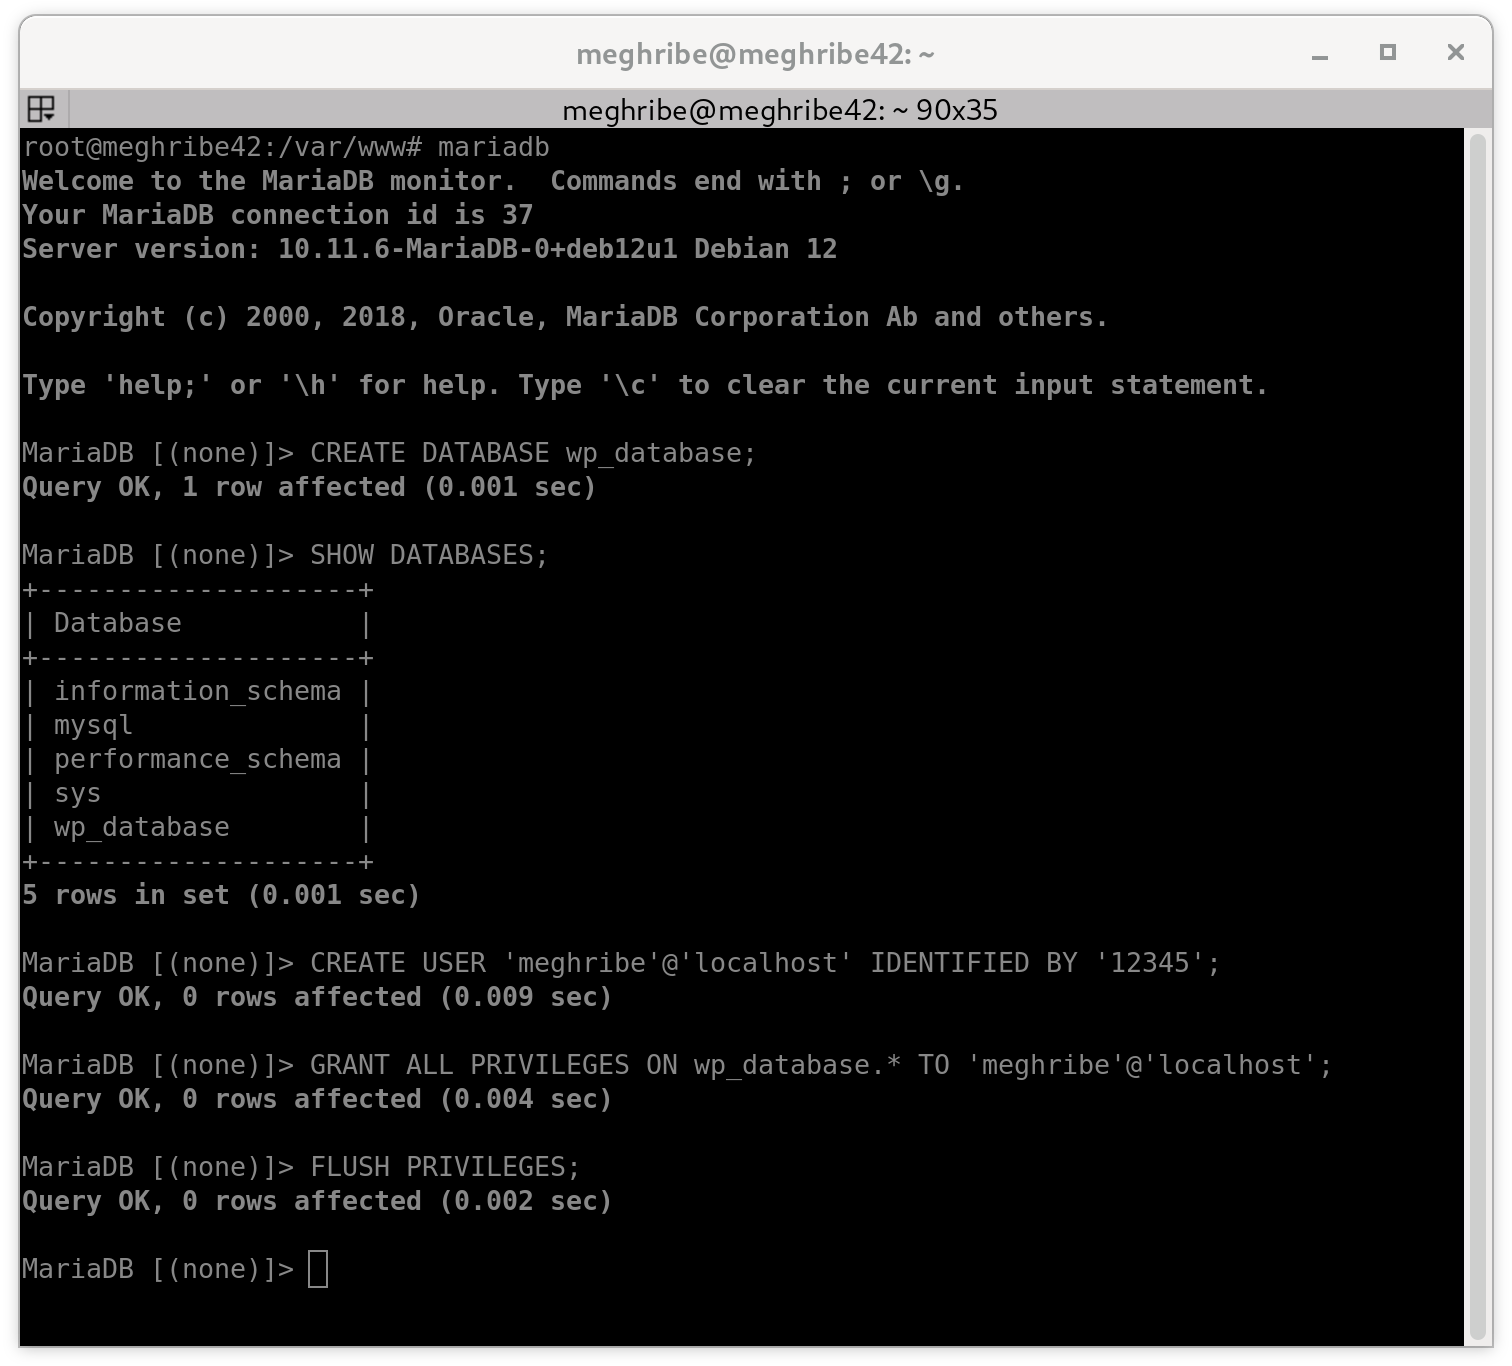 meghribe@meghribe42: ~
meghribe@meghribe42: ~ 90x35
root@meghribe42:/var/www# mariadb
Welcome to the MariaDB monitor.  Commands end with ; or \g.
Your MariaDB connection id is 37
Server version: 10.11.6-MariaDB-0+deb12u1 Debian 12

Copyright (c) 2000, 2018, Oracle, MariaDB Corporation Ab and others.

Type 'help;' or '\h' for help. Type '\c' to clear the current input statement.

MariaDB [(none)]> CREATE DATABASE wp_database;
Query OK, 1 row affected (0.001 sec)

MariaDB [(none)]> SHOW DATABASES;
+--------------------+
| Database           |
+--------------------+
| information_schema |
| mysql              |
| performance_schema |
| sys                |
| wp_database        |
+--------------------+
5 rows in set (0.001 sec)

MariaDB [(none)]> CREATE USER 'meghribe'@'localhost' IDENTIFIED BY '12345';
Query OK, 0 rows affected (0.009 sec)

MariaDB [(none)]> GRANT ALL PRIVILEGES ON wp_database.* TO 'meghribe'@'localhost';
Query OK, 0 rows affected (0.004 sec)

MariaDB [(none)]> FLUSH PRIVILEGES;
Query OK, 0 rows affected (0.002 sec)

MariaDB [(none)]>